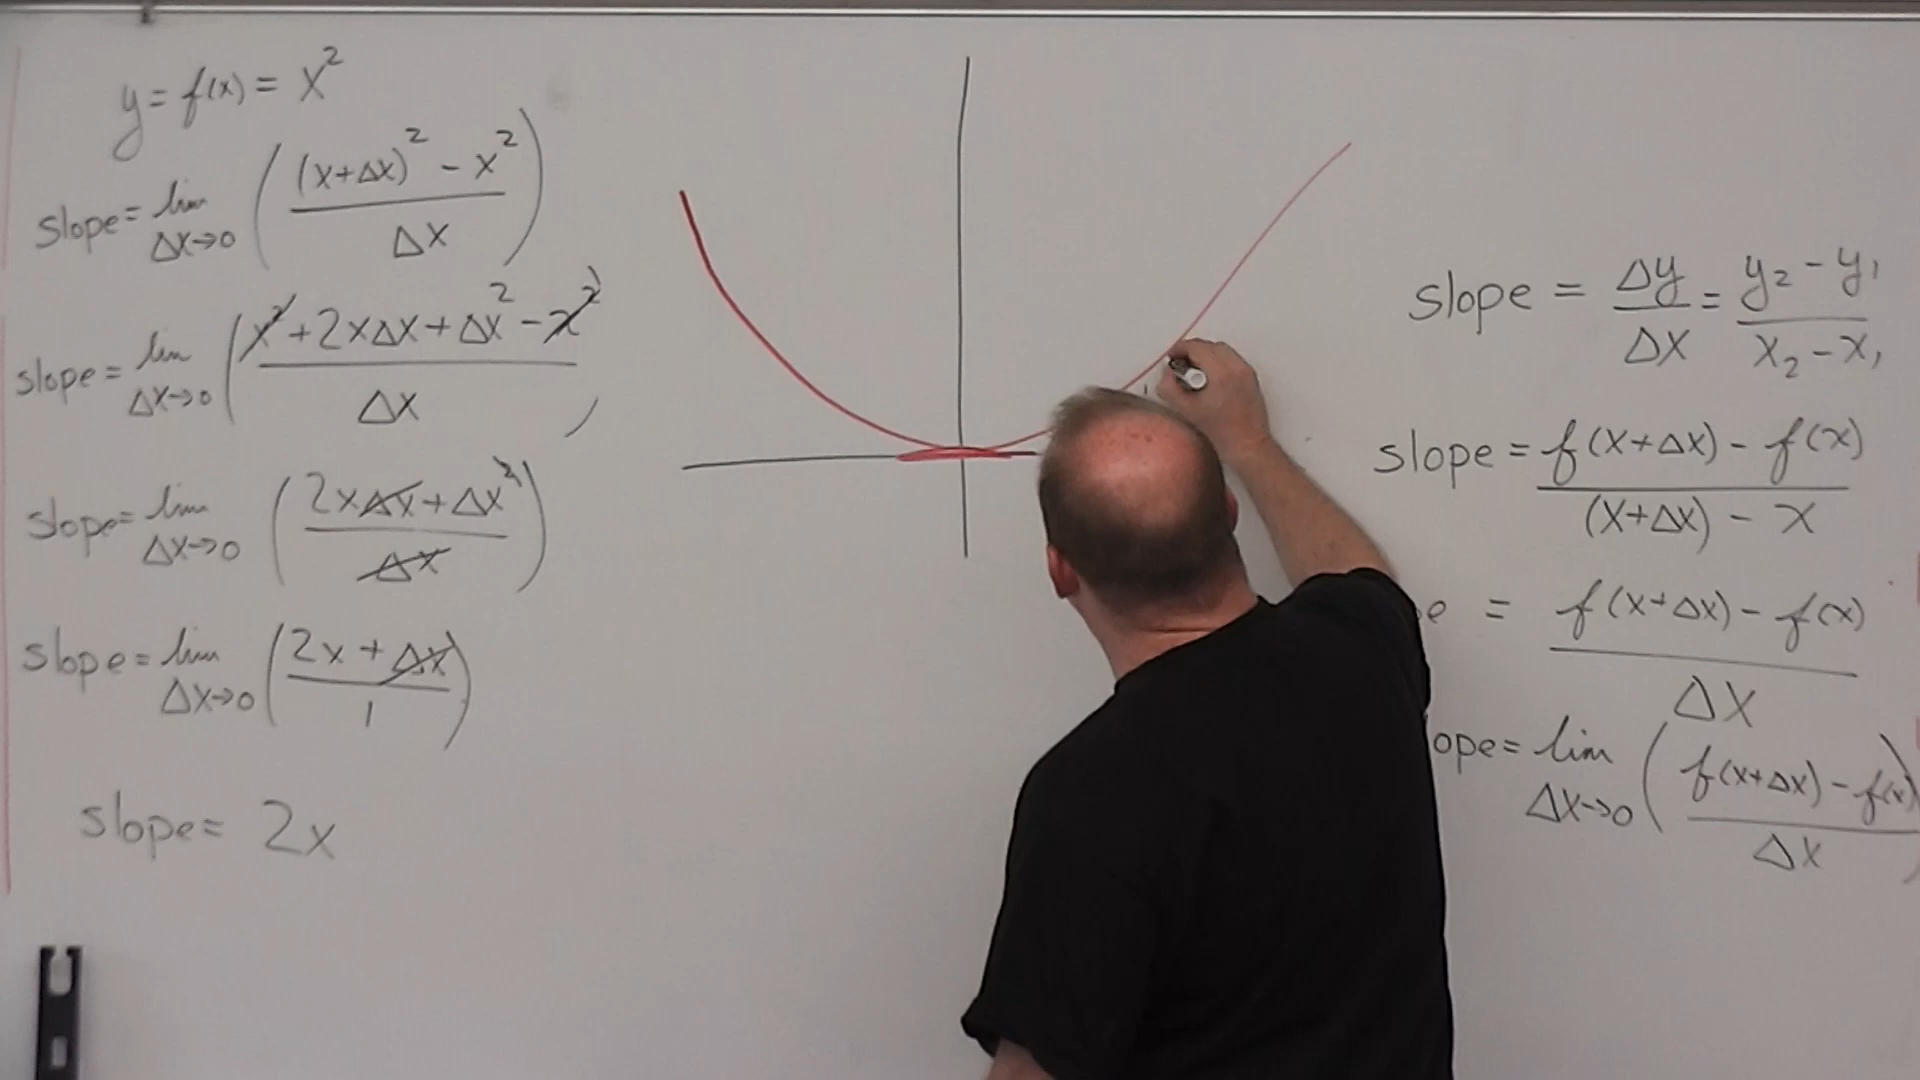 y = f(x) = x²
slope = lim Δx→0 ( ((x+Δx)² - x²) / Δx )
slope = lim Δx→0 ( (x² + 2xΔx + Δx² - x²) / Δx )
slope = lim Δx→0 ( (2xΔx + Δx²) / Δx )
slope = lim Δx→0 ( (2x + Δx) / 1 )
slope = 2x
slope = Δy / Δx = (y₂ - y₁) / (x₂ - x₁)
slope = (f(x+Δx) - f(x)) / ((x+Δx) - x)
e = (f(x+Δx) - f(x)) / Δx
ope = lim Δx→0 ( (f(x+Δx) - f(x)) / Δx )